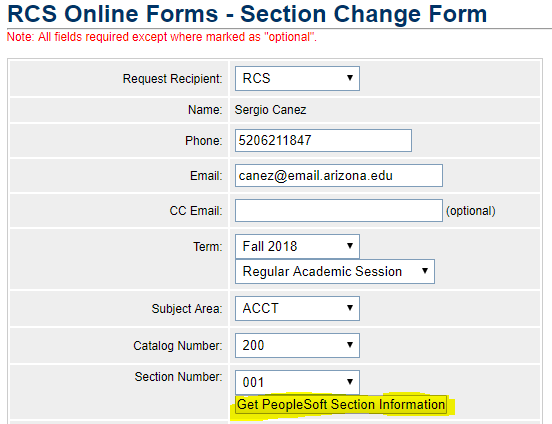 RCS Online Forms - Section Change Form
Note: All fields required except where marked as "optional".
Request Recipient: RCS
Name: Sergio Canez
Phone: 5206211847
Email: canez@email.arizona.edu
CC Email: (optional)
Term: Fall 2018
Regular Academic Session
Subject Area: ACCT
Catalog Number: 200
Section Number: 001
Get PeopleSoft Section Information